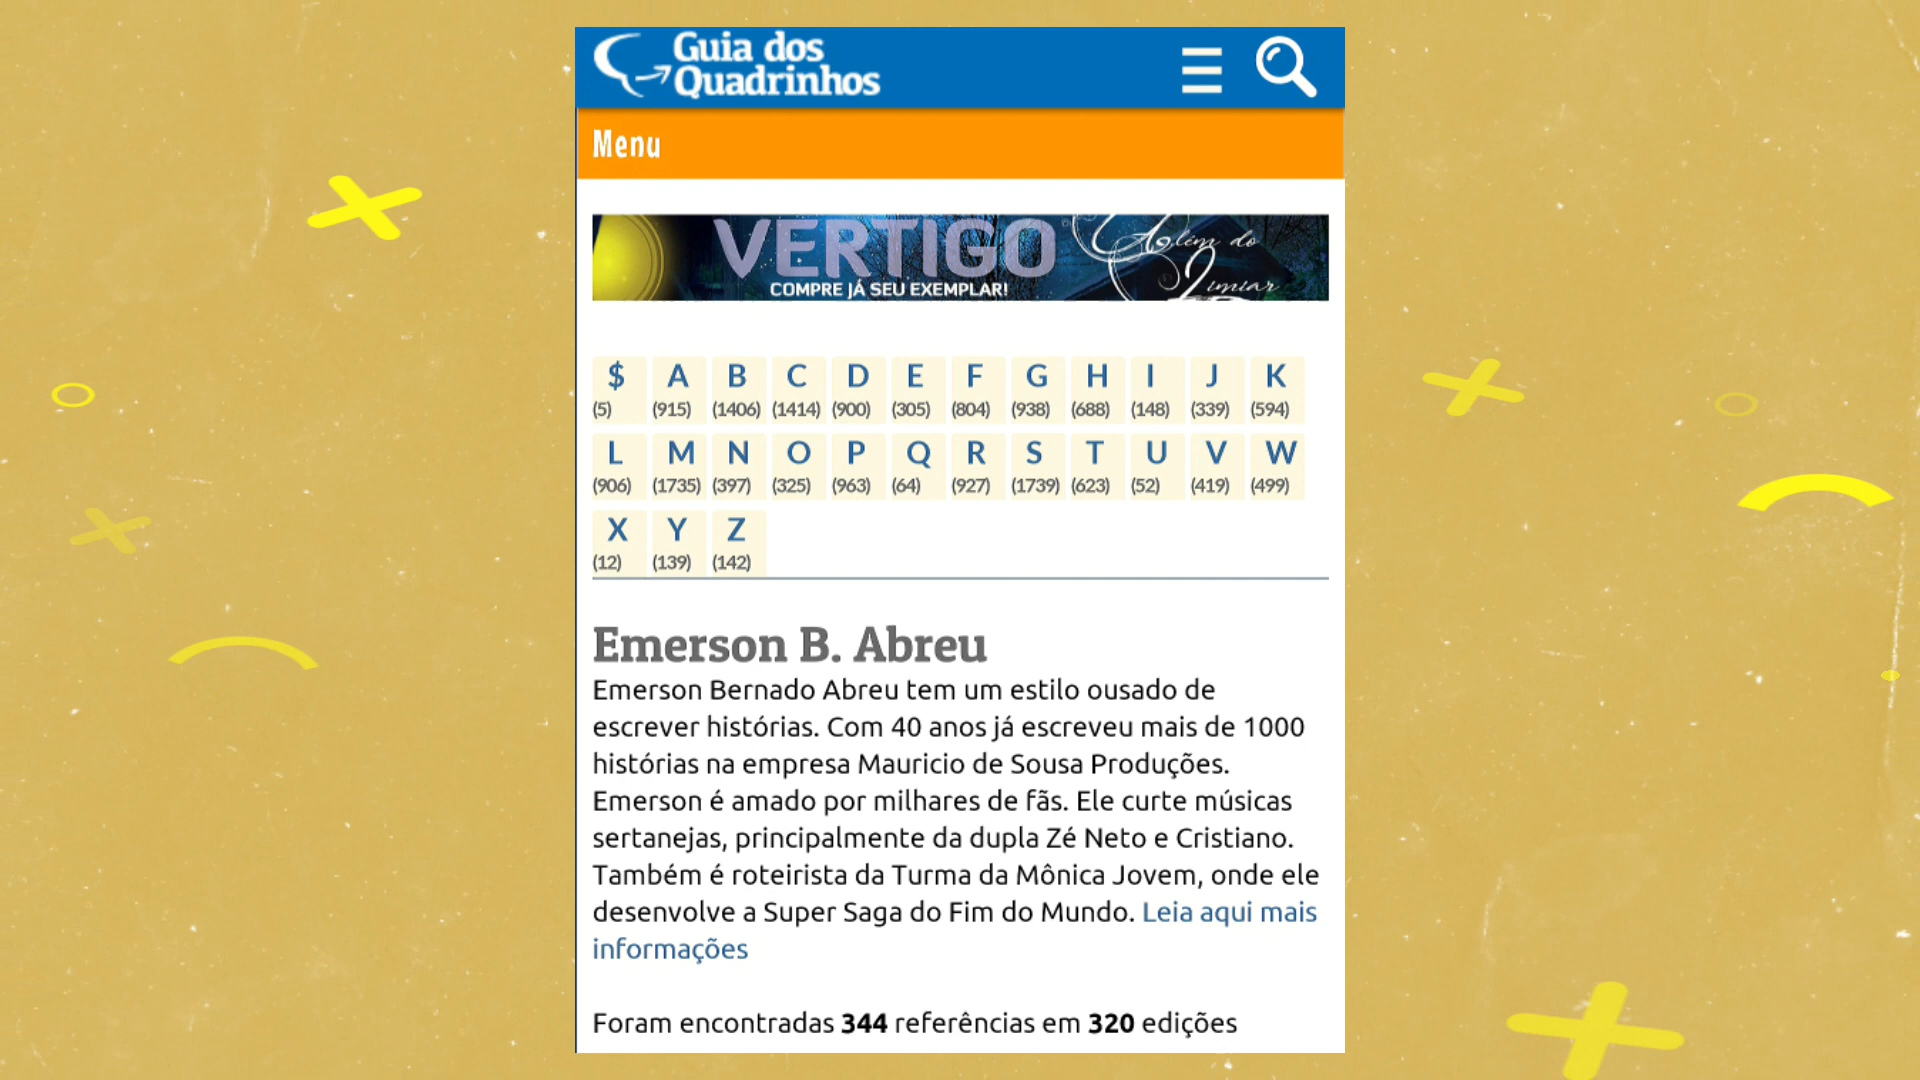 Guia dos
Quadrinhos
Menu
VERTIGO
COMPRE JÁ SEU EXEMPLAR!
Além do
Limiar
$ A B C D E F G H I J K
(5) (915) (1406) (1414) (900) (305) (804) (938) (688) (148) (339) (594)
L M N O P Q R S T U V W
(906) (1735) (397) (325) (963) (64) (927) (1739) (623) (52) (419) (499)
X Y Z
(12) (139) (142)
Emerson B. Abreu
Emerson Bernado Abreu tem um estilo ousado de
escrever histórias. Com 40 anos já escreveu mais de 1000
histórias na empresa Mauricio de Sousa Produções.
Emerson é amado por milhares de fãs. Ele curte músicas
sertanejas, principalmente da dupla Zé Neto e Cristiano.
Também é roteirista da Turma da Mônica Jovem, onde ele
desenvolve a Super Saga do Fim do Mundo. Leia aqui mais
informações
Foram encontradas 344 referências em 320 edições